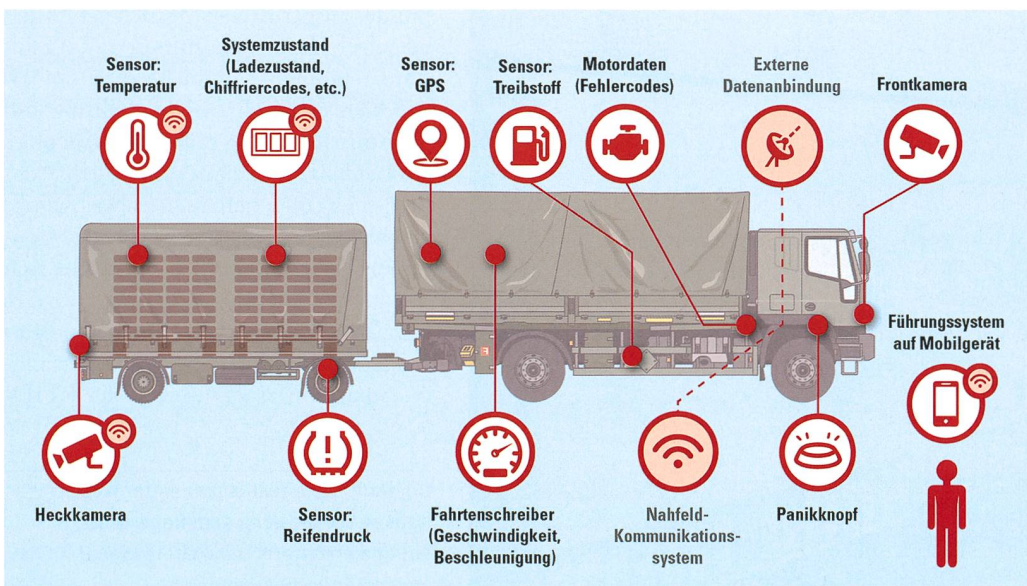 Sensor:
Temperatur
Systemzustand
(Ladezustand,
Chiffriercodes, etc.)
Sensor:
GPS
Sensor:
Treibstoff
Motordaten
(Fehlercodes)
Externe
Datenanbindung
Frontkamera
Führungssystem
auf Mobilgerät
Heckkamera
Sensor:
Reifendruck
Fahrtenschreiber
(Geschwindigkeit,
Beschleunigung)
Nahfeld-
Kommunikations-
system
Panikknopf